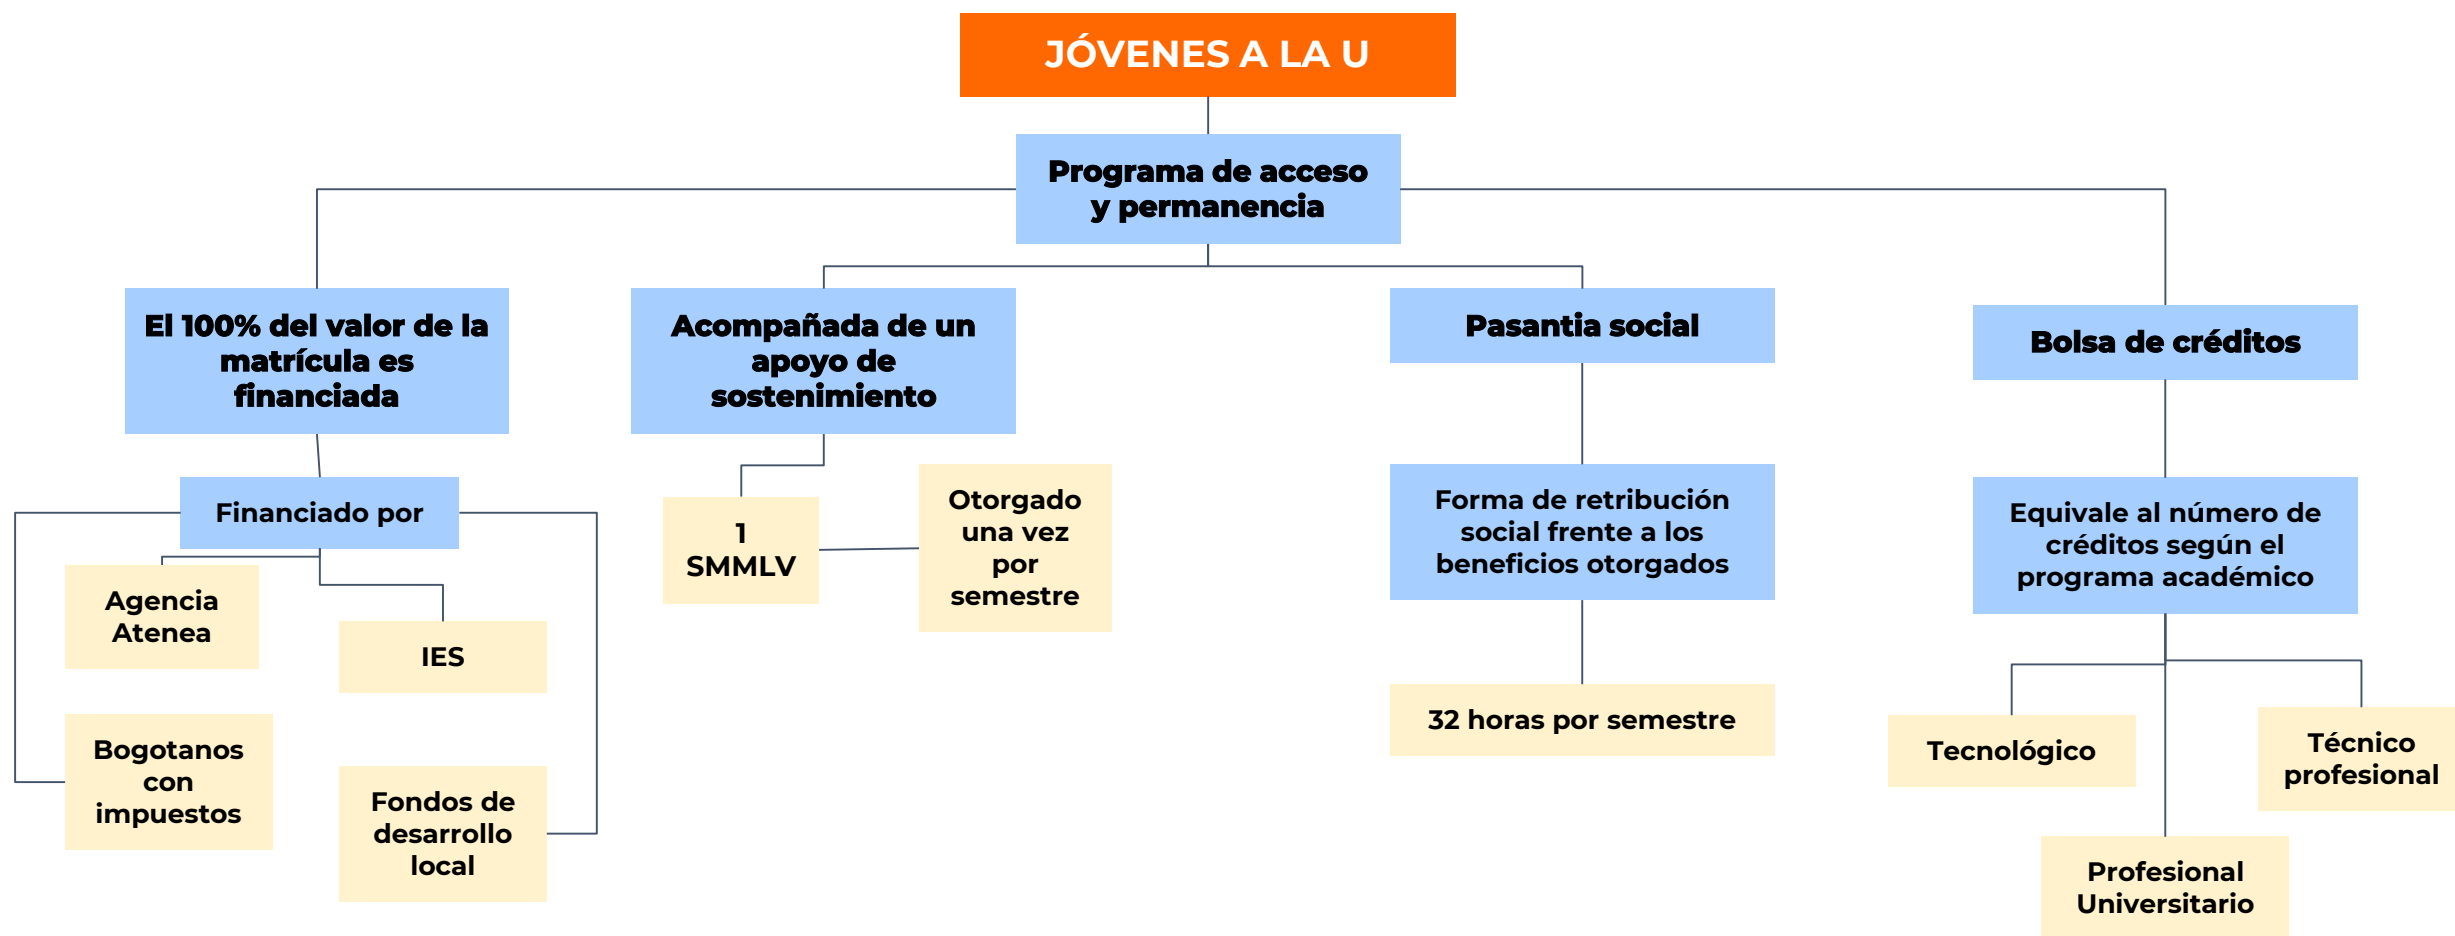 JÓVENES A LA U
Programa de acceso
y permanencia
El 100% del valor de la
matrícula es
financiada
Acompañada de un
apoyo de
sostenimiento
Pasantia social
Bolsa de créditos
Financiado por
Agencia
Atenea
IES
Bogotanos
con
impuestos
Fondos de
desarrollo
local
1
SMMLV
Otorgado
una vez
por
semestre
Forma de retribución
social frente a los
beneficios otorgados
32 horas por semestre
Equivale al número de
créditos según el
programa académico
Tecnológico
Técnico
profesional
Profesional
Universitario